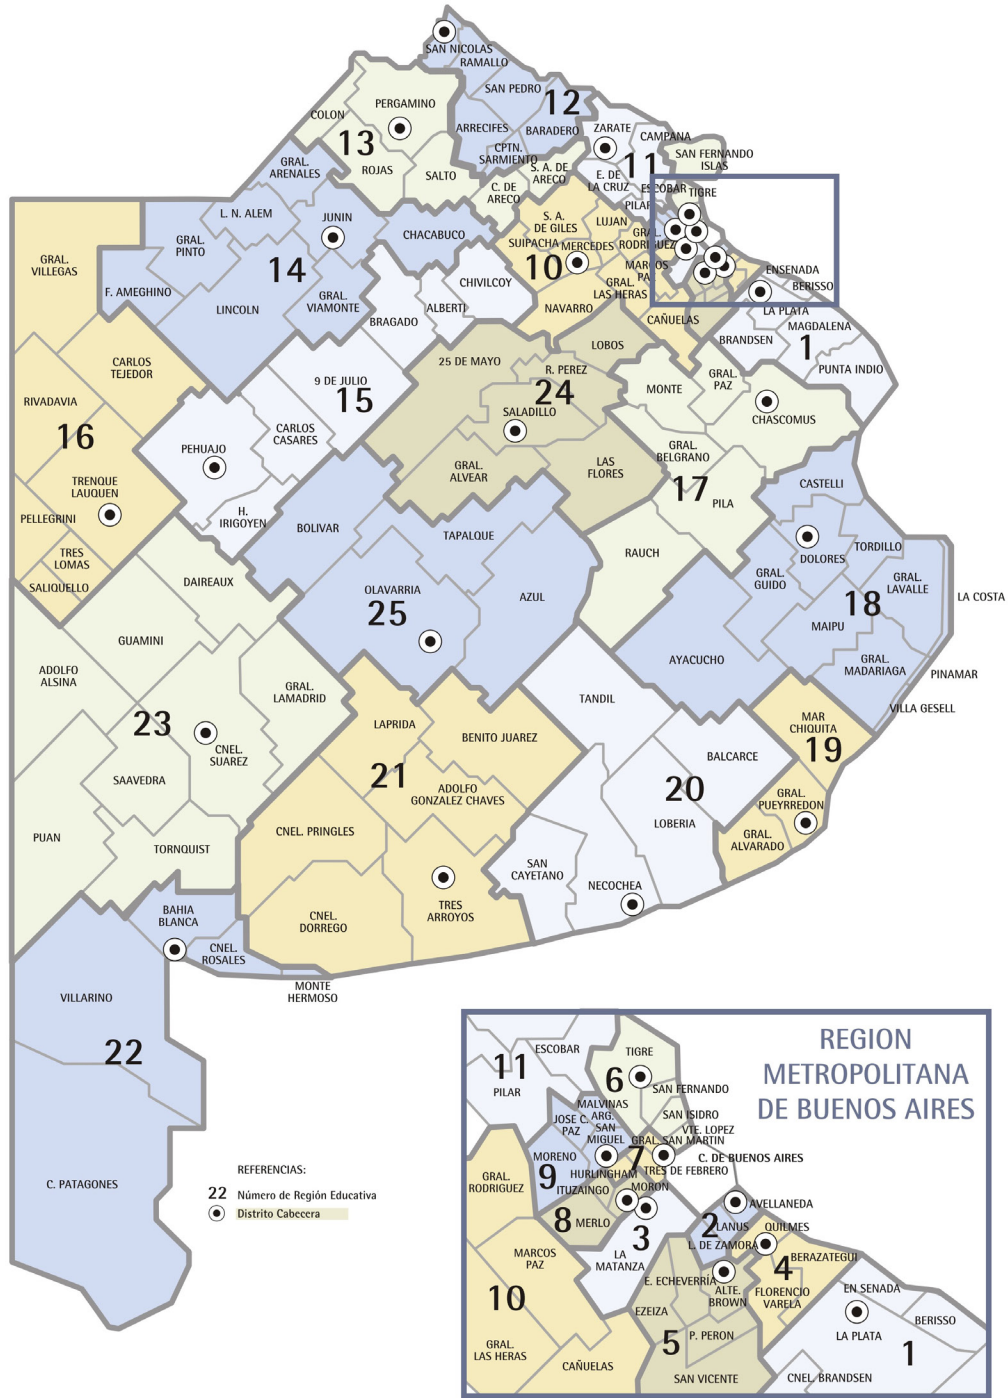 SAN NICOLAS
RAMALLO
SAN PEDRO
12
PERGAMINO
COLON
13
ARRECIFES
BARADERO
CPTN.
SARMIENTO
ZARATE
CAMPANA
11
SAN FERNANDO
ISLAS
ROJAS
SALTO
S. A. DE
ARECO
C. DE
ARECO
E. DE
LA CRUZ
ESCOBAR
TIGRE
PILAR
GRAL.
ARENALES
L. N. ALEM
JUNIN
CHACABUCO
GRAL.
PINTO
14
F. AMEGHINO
LINCOLN
GRAL.
VIAMONTE
GRAL.
VILLEGAS
S. A.
DE GILES
LUJAN
SUIPACHA
MERCEDES
10
GRAL.
RODRIGUEZ
MARCOS
PAZ
GRAL.
LAS HERAS
NAVARRO
CAÑUELAS
ENSENADA
BERISSO
LA PLATA
MAGDALENA
BRANDSEN
1
PUNTA INDIO
CHIVILCOY
ALBERTI
BRAGADO
25 DE MAYO
LOBOS
R. PEREZ
24
SALADILLO
GRAL.
ALVEAR
LAS
FLORES
MONTE
GRAL.
PAZ
CHASCOMUS
GRAL.
BELGRANO
17
PILA
RAUCH
CARLOS
TEJEDOR
RIVADAVIA
16
TRENQUE
LAUQUEN
PELLEGRINI
TRES
LOMAS
SALIQUELLO
9 DE JULIO
15
CARLOS
CASARES
PEHUAJO
H.
IRIGOYEN
BOLIVAR
TAPALQUE
OLAVARRIA
25
AZUL
CASTELLI
DOLORES
TORDILLO
GRAL.
GUIDO
GRAL.
LAVALLE
LA COSTA
18
MAIPU
AYACUCHO
GRAL.
MADARIAGA
PINAMAR
VILLA GESELL
DAIREAUX
GUAMINI
ADOLFO
ALSINA
GRAL.
LAMADRID
23
CNEL.
SUAREZ
SAAVEDRA
PUAN
TORNQUIST
LAPRIDA
BENITO JUAREZ
21
ADOLFO
GONZALEZ CHAVES
CNEL. PRINGLES
CNEL.
DORREGO
TRES
ARROYOS
TANDIL
BALCARCE
20
LOBERIA
SAN
CAYETANO
NECOCHEA
MAR
CHIQUITA
19
GRAL.
PUEYRREDON
GRAL.
ALVARADO
BAHIA
BLANCA
CNEL.
ROSALES
MONTE
HERMOSO
VILLARINO
22
C. PATAGONES
REFERENCIAS:
22 Número de Región Educativa
Distrito Cabecera
REGION
METROPOLITANA
DE BUENOS AIRES
ESCOBAR
11
PILAR
TIGRE
6
SAN FERNANDO
MALVINAS
ARG.
SAN ISIDRO
JOSE C.
PAZ
SAN
MIGUEL
VTE. LOPEZ
GRAL. SAN MARTIN
7
C. DE BUENOS AIRES
MORENO
9
HURLINGHAM
TRES DE FEBRERO
GRAL.
RODRIGUEZ
ITUZAINGO
MORON
8
MERLO
3
AVELLANEDA
2
LANUS
QUILMES
L. DE ZAMORA
BERAZATEGUI
LA
MATANZA
MARCOS
PAZ
4
E. ECHEVERRÍA
ALTE.
BROWN
FLORENCIO
VARELA
EN SENADA
10
EZEIZA
BERISSO
LA PLATA
P. PERON
5
1
GRAL.
LAS HERAS
CAÑUELAS
SAN VICENTE
CNEL. BRANDSEN